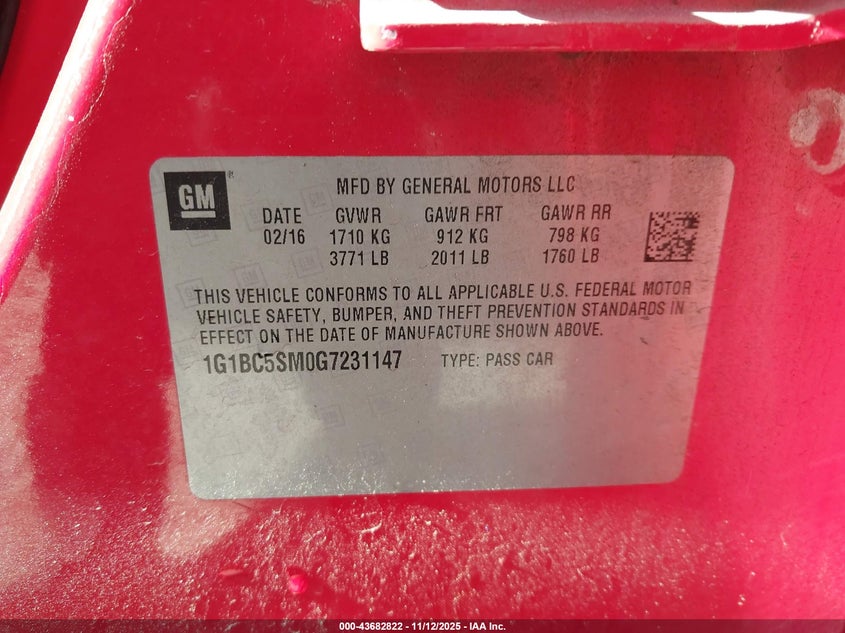 GM
MFD BY GENERAL MOTORS LLC
DATE GVWR GAWR FRT GAWR RR
02/16 1710 KG 912 KG 798 KG
3771 LB 2011 LB 1760 LB
THIS VEHICLE CONFORMS TO ALL APPLICABLE U.S. FEDERAL MOTOR
VEHICLE SAFETY, BUMPER, AND THEFT PREVENTION STANDARDS IN
EFFECT ON THE DATE OF MANUFACTURE SHOWN ABOVE.
1G1BC5SM0G7231147 TYPE: PASS CAR
000-43682822 - 11/12/2025 - IAA Inc.